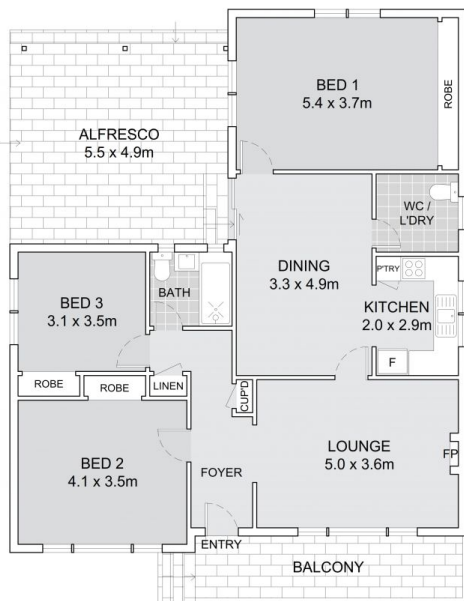 BED 1
5.4 x 3.7m
ROBE
ALFRESCO
5.5 x 4.9m
WC /
L'DRY
DINING
3.3 x 4.9m
P'TRY
KITCHEN
2.0 x 2.9m
F
BED 3
3.1 x 3.5m
BATH
ROBE
ROBE
LINEN
CUP'D
BED 2
4.1 x 3.5m
FOYER
LOUNGE
5.0 x 3.6m
FP
ENTRY
BALCONY